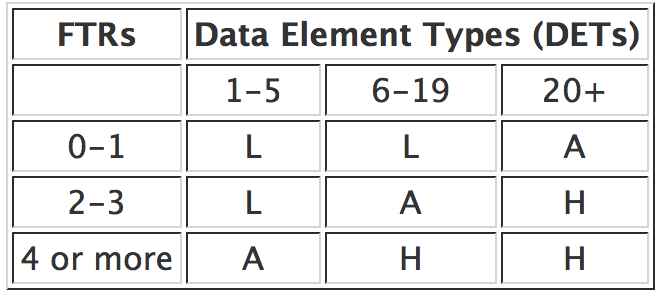 FTRs Data Element Types (DETs)
1-5 6-19 20+
0-1 L L A
2-3 L A H
4 or more A H H